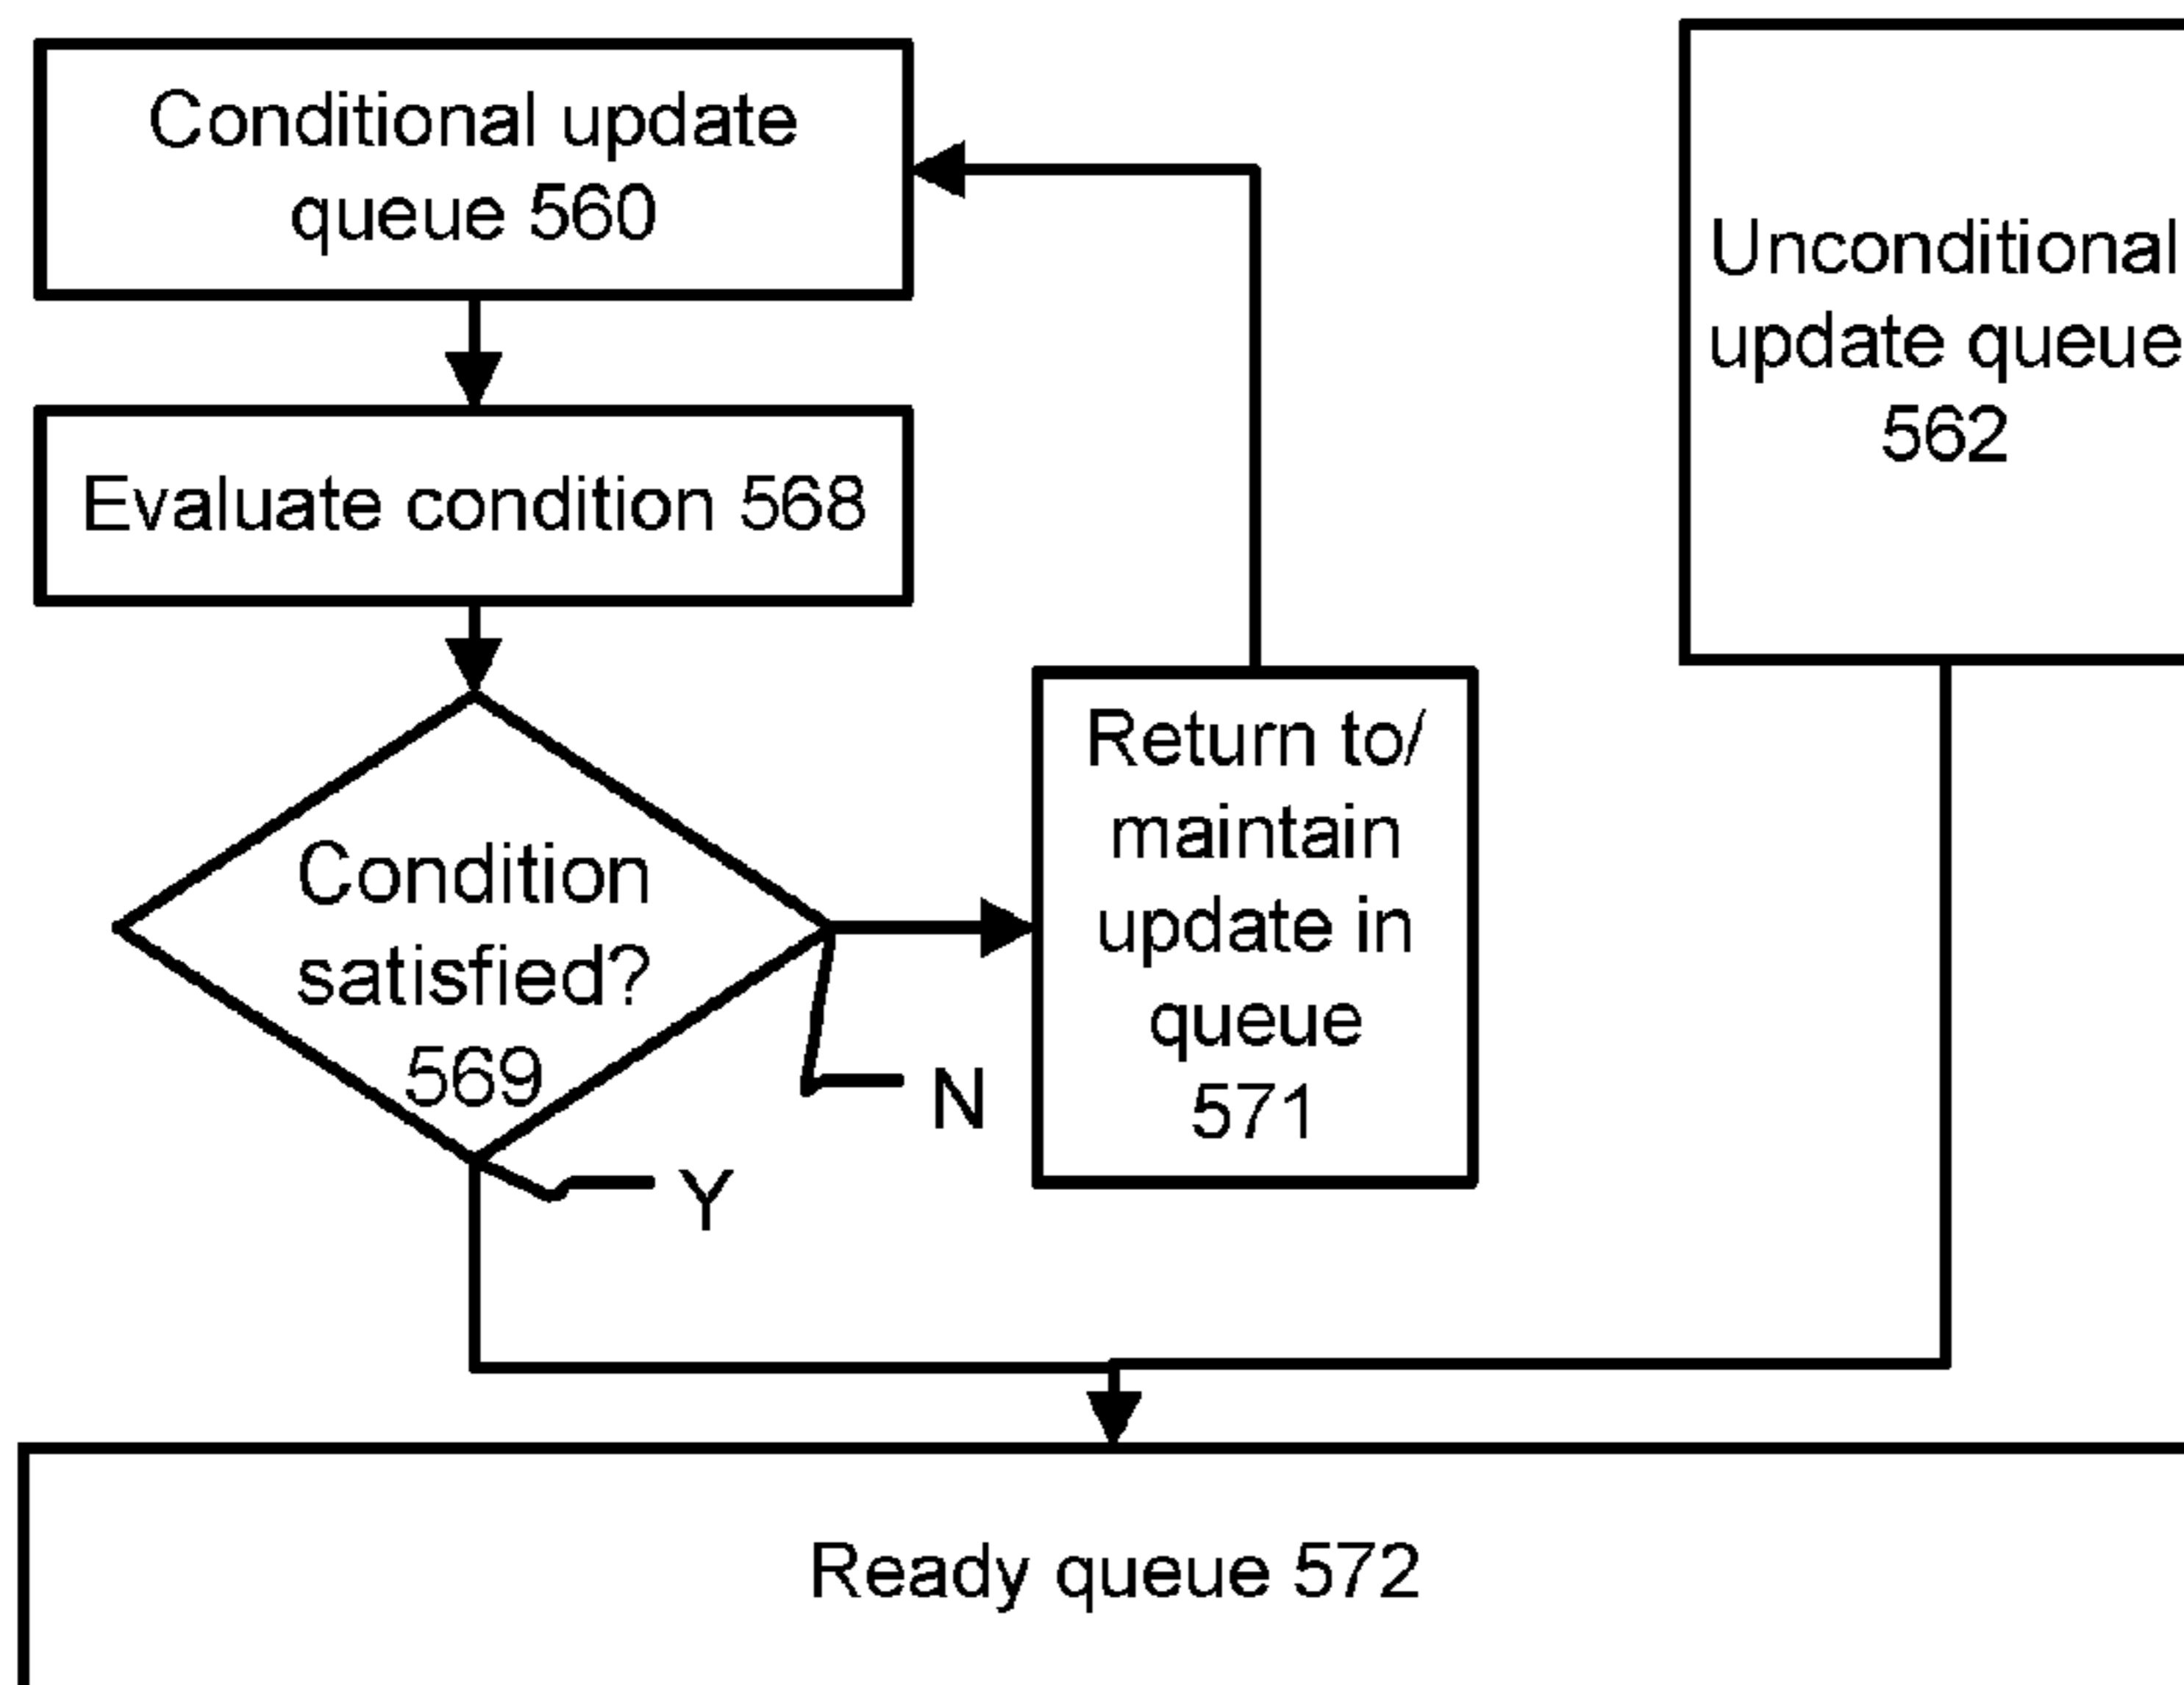 Conditional update
queue 560
Unconditional
update queue
562
Evaluate condition 568
Condition
satisfied?
569
Return to/
maintain
update in
queue
571
N
Y
Ready queue 572